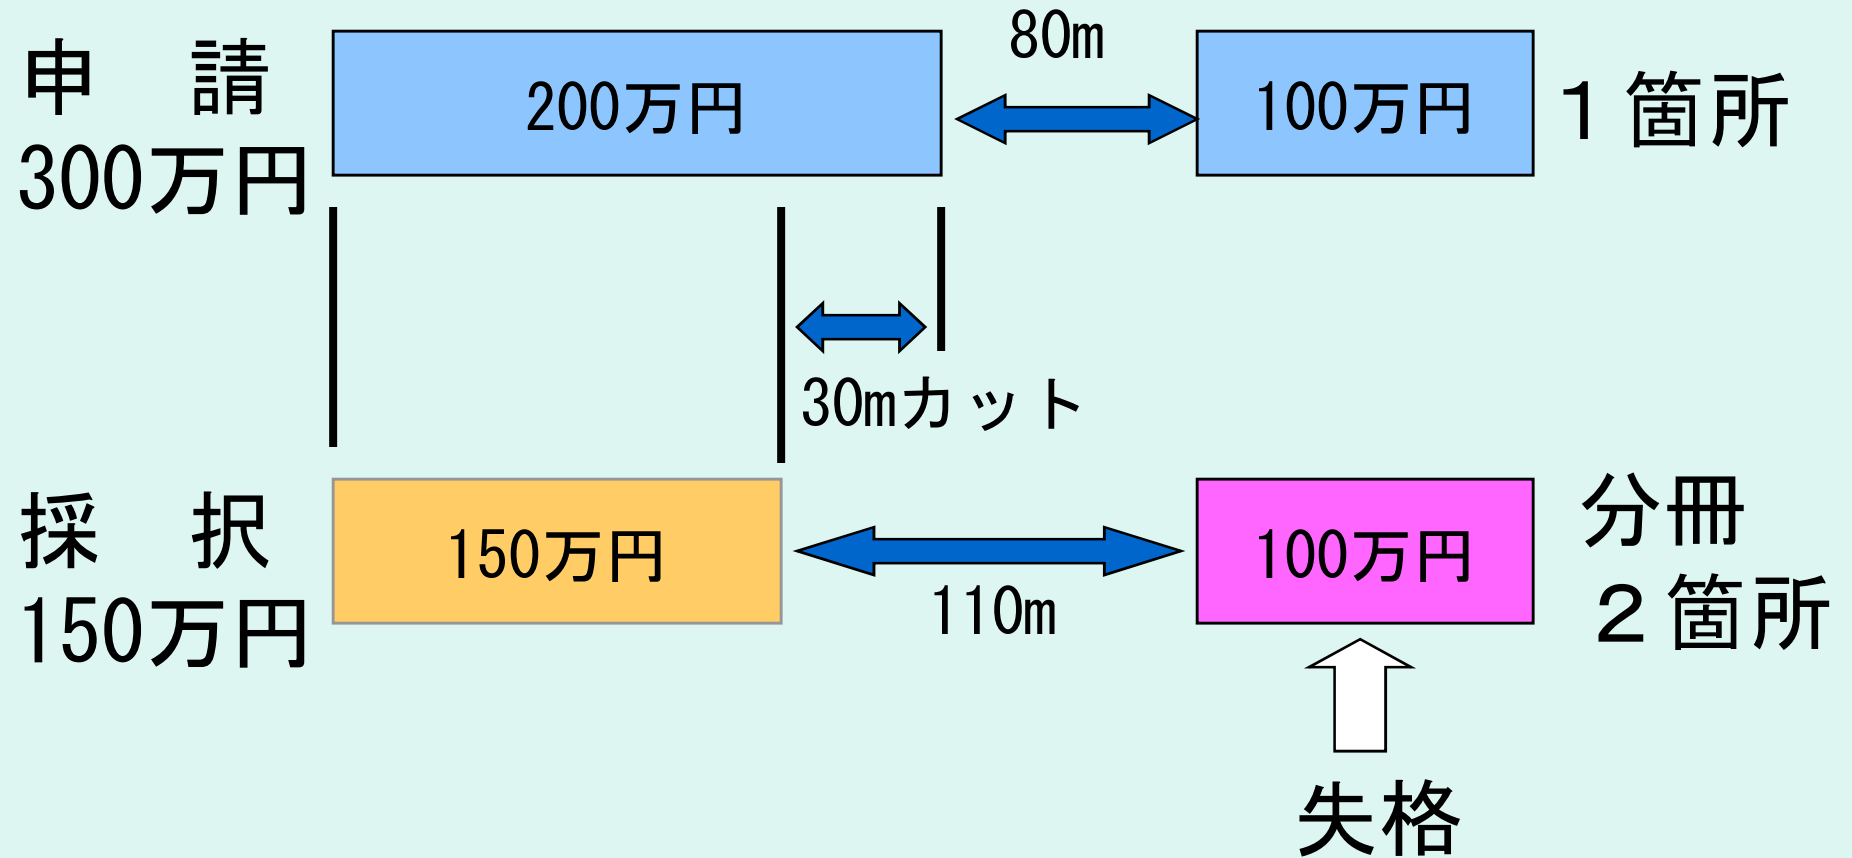 申　請
300万円
200万円
80m
100万円
１箇所
30mカット
採　択
150万円
150万円
110m
100万円
分冊
２箇所
失格